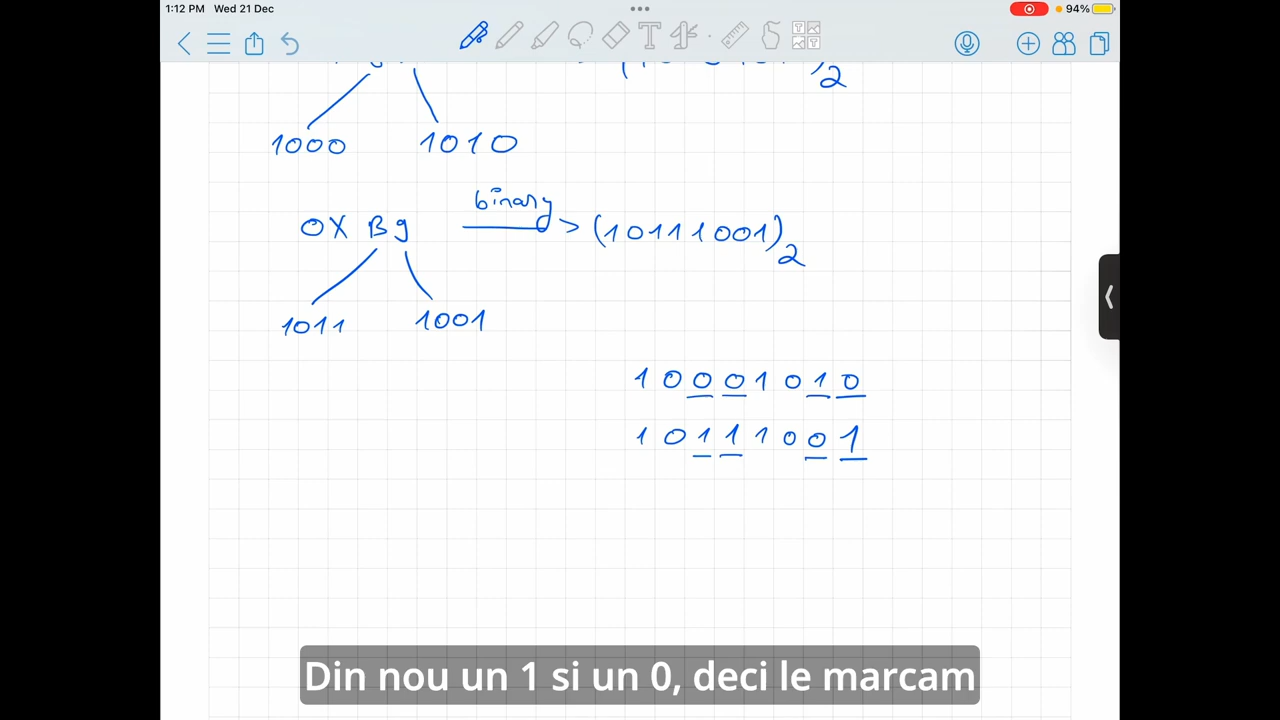 1:12 PM Wed 21 Dec
94%
2
1000 1010
binary
0X B9 > (10111001)2
1011 1001
10001010
10111001
Din nou un 1 si un 0, deci le marcam